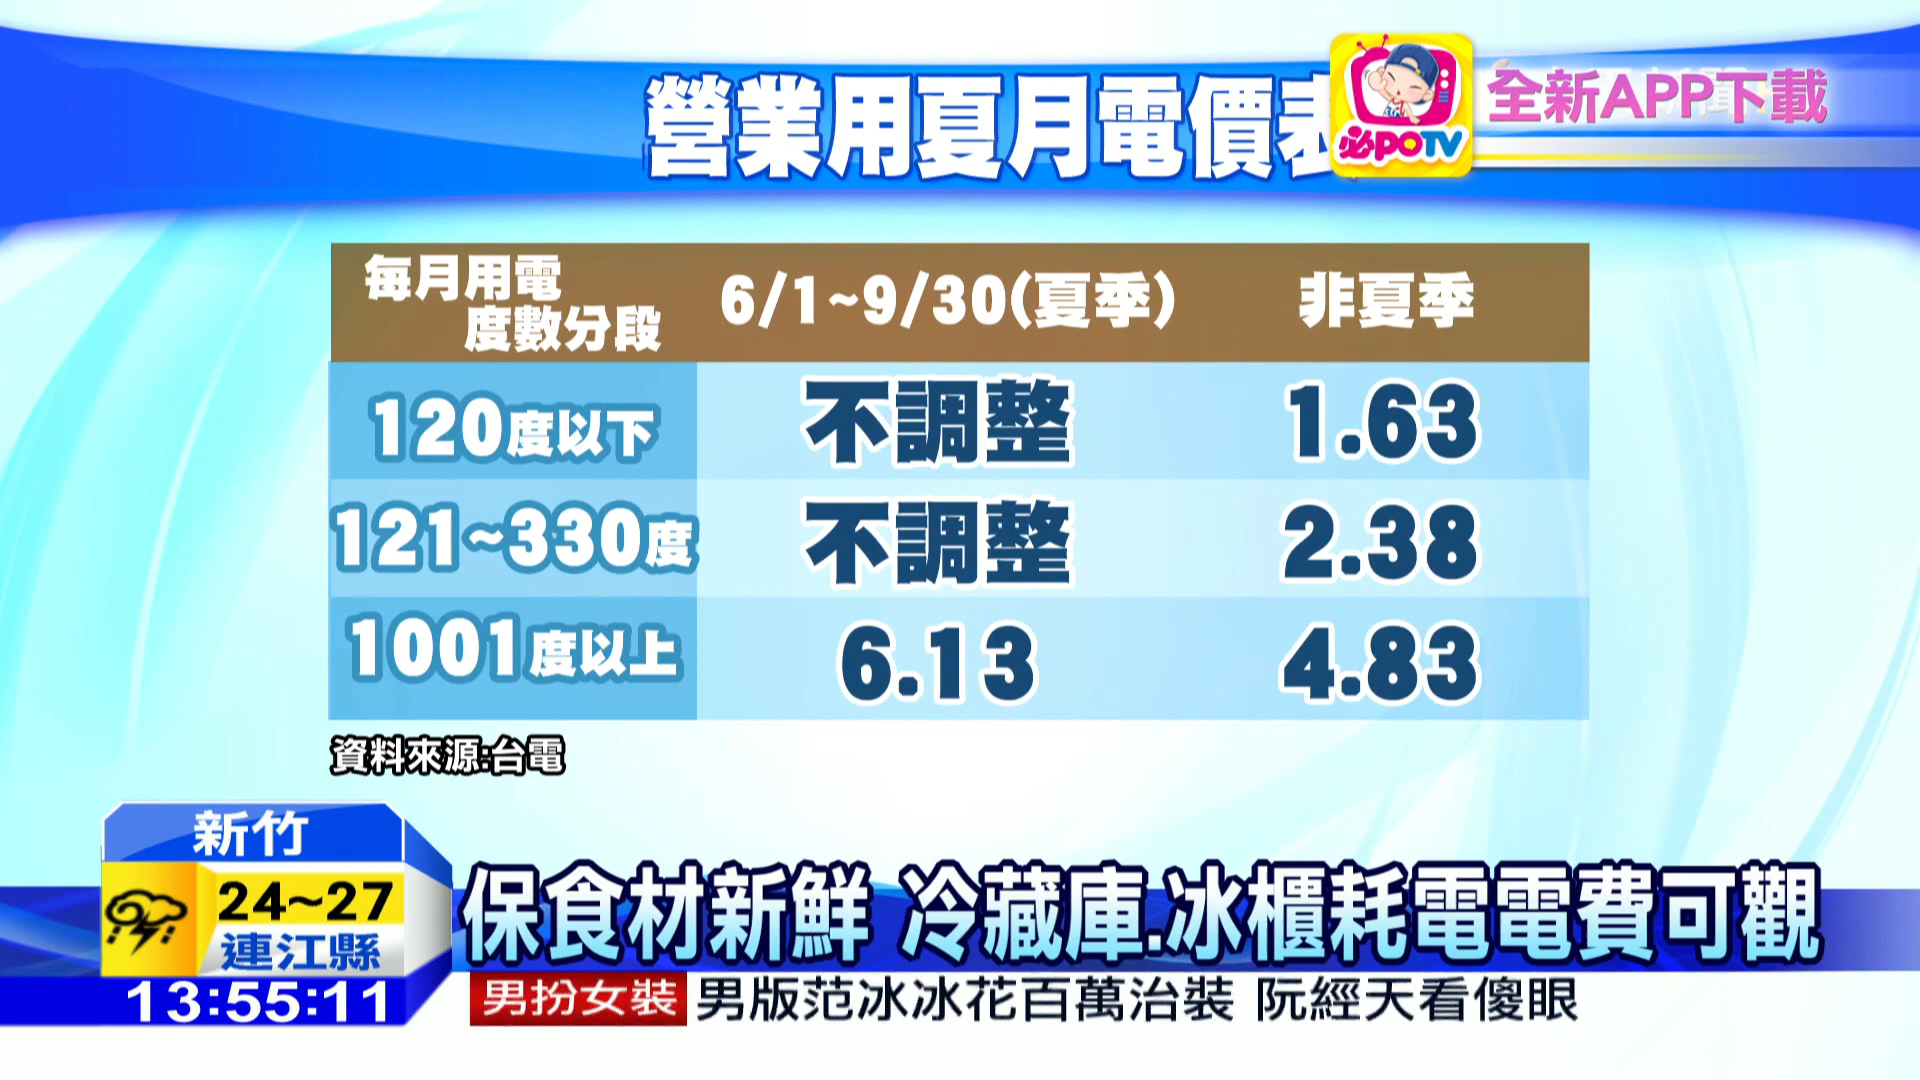 營業用夏月電價表
必POTV
全新APP下載
每月用電度數分段 6/1~9/30(夏季) 非夏季
120度以下 不調整 1.63
121~330度 不調整 2.38
1001度以上 6.13 4.83
資料來源:台電
新竹
24~27
連江縣
13:55:11
保食材新鮮 冷藏庫.冰櫃耗電電費可觀
男扮女裝 男版范冰冰花百萬治裝 阮經天看傻眼